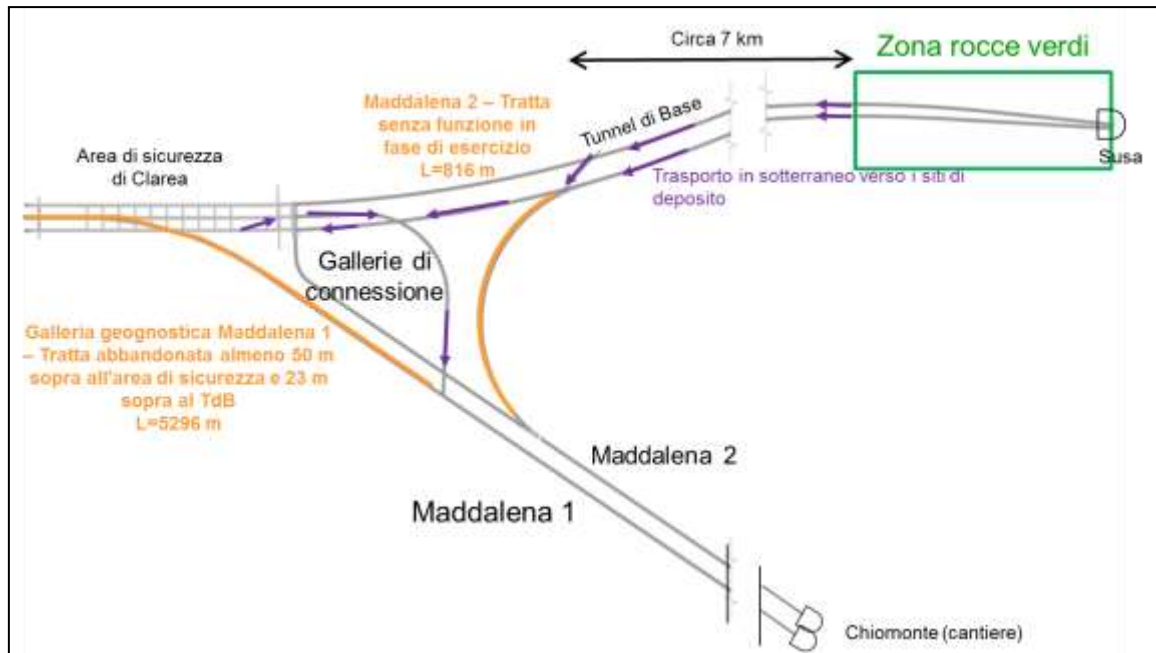 Circa 7 km
Zona rocce verdi
Maddalena 2 – Tratta
senza funzione in
fase di esercizio
L=816 m
Tunnel di Base
Susa
Area di sicurezza
di Clarea
Trasporto in sotterraneo verso i siti di
deposito
Gallerie di
connessione
Galleria geognostica Maddalena 1
– Tratta abbandonata almeno 50 m
sopra all'area di sicurezza e 23 m
sopra al TdB
L=5296 m
Maddalena 2
Maddalena 1
Chiomonte (cantiere)